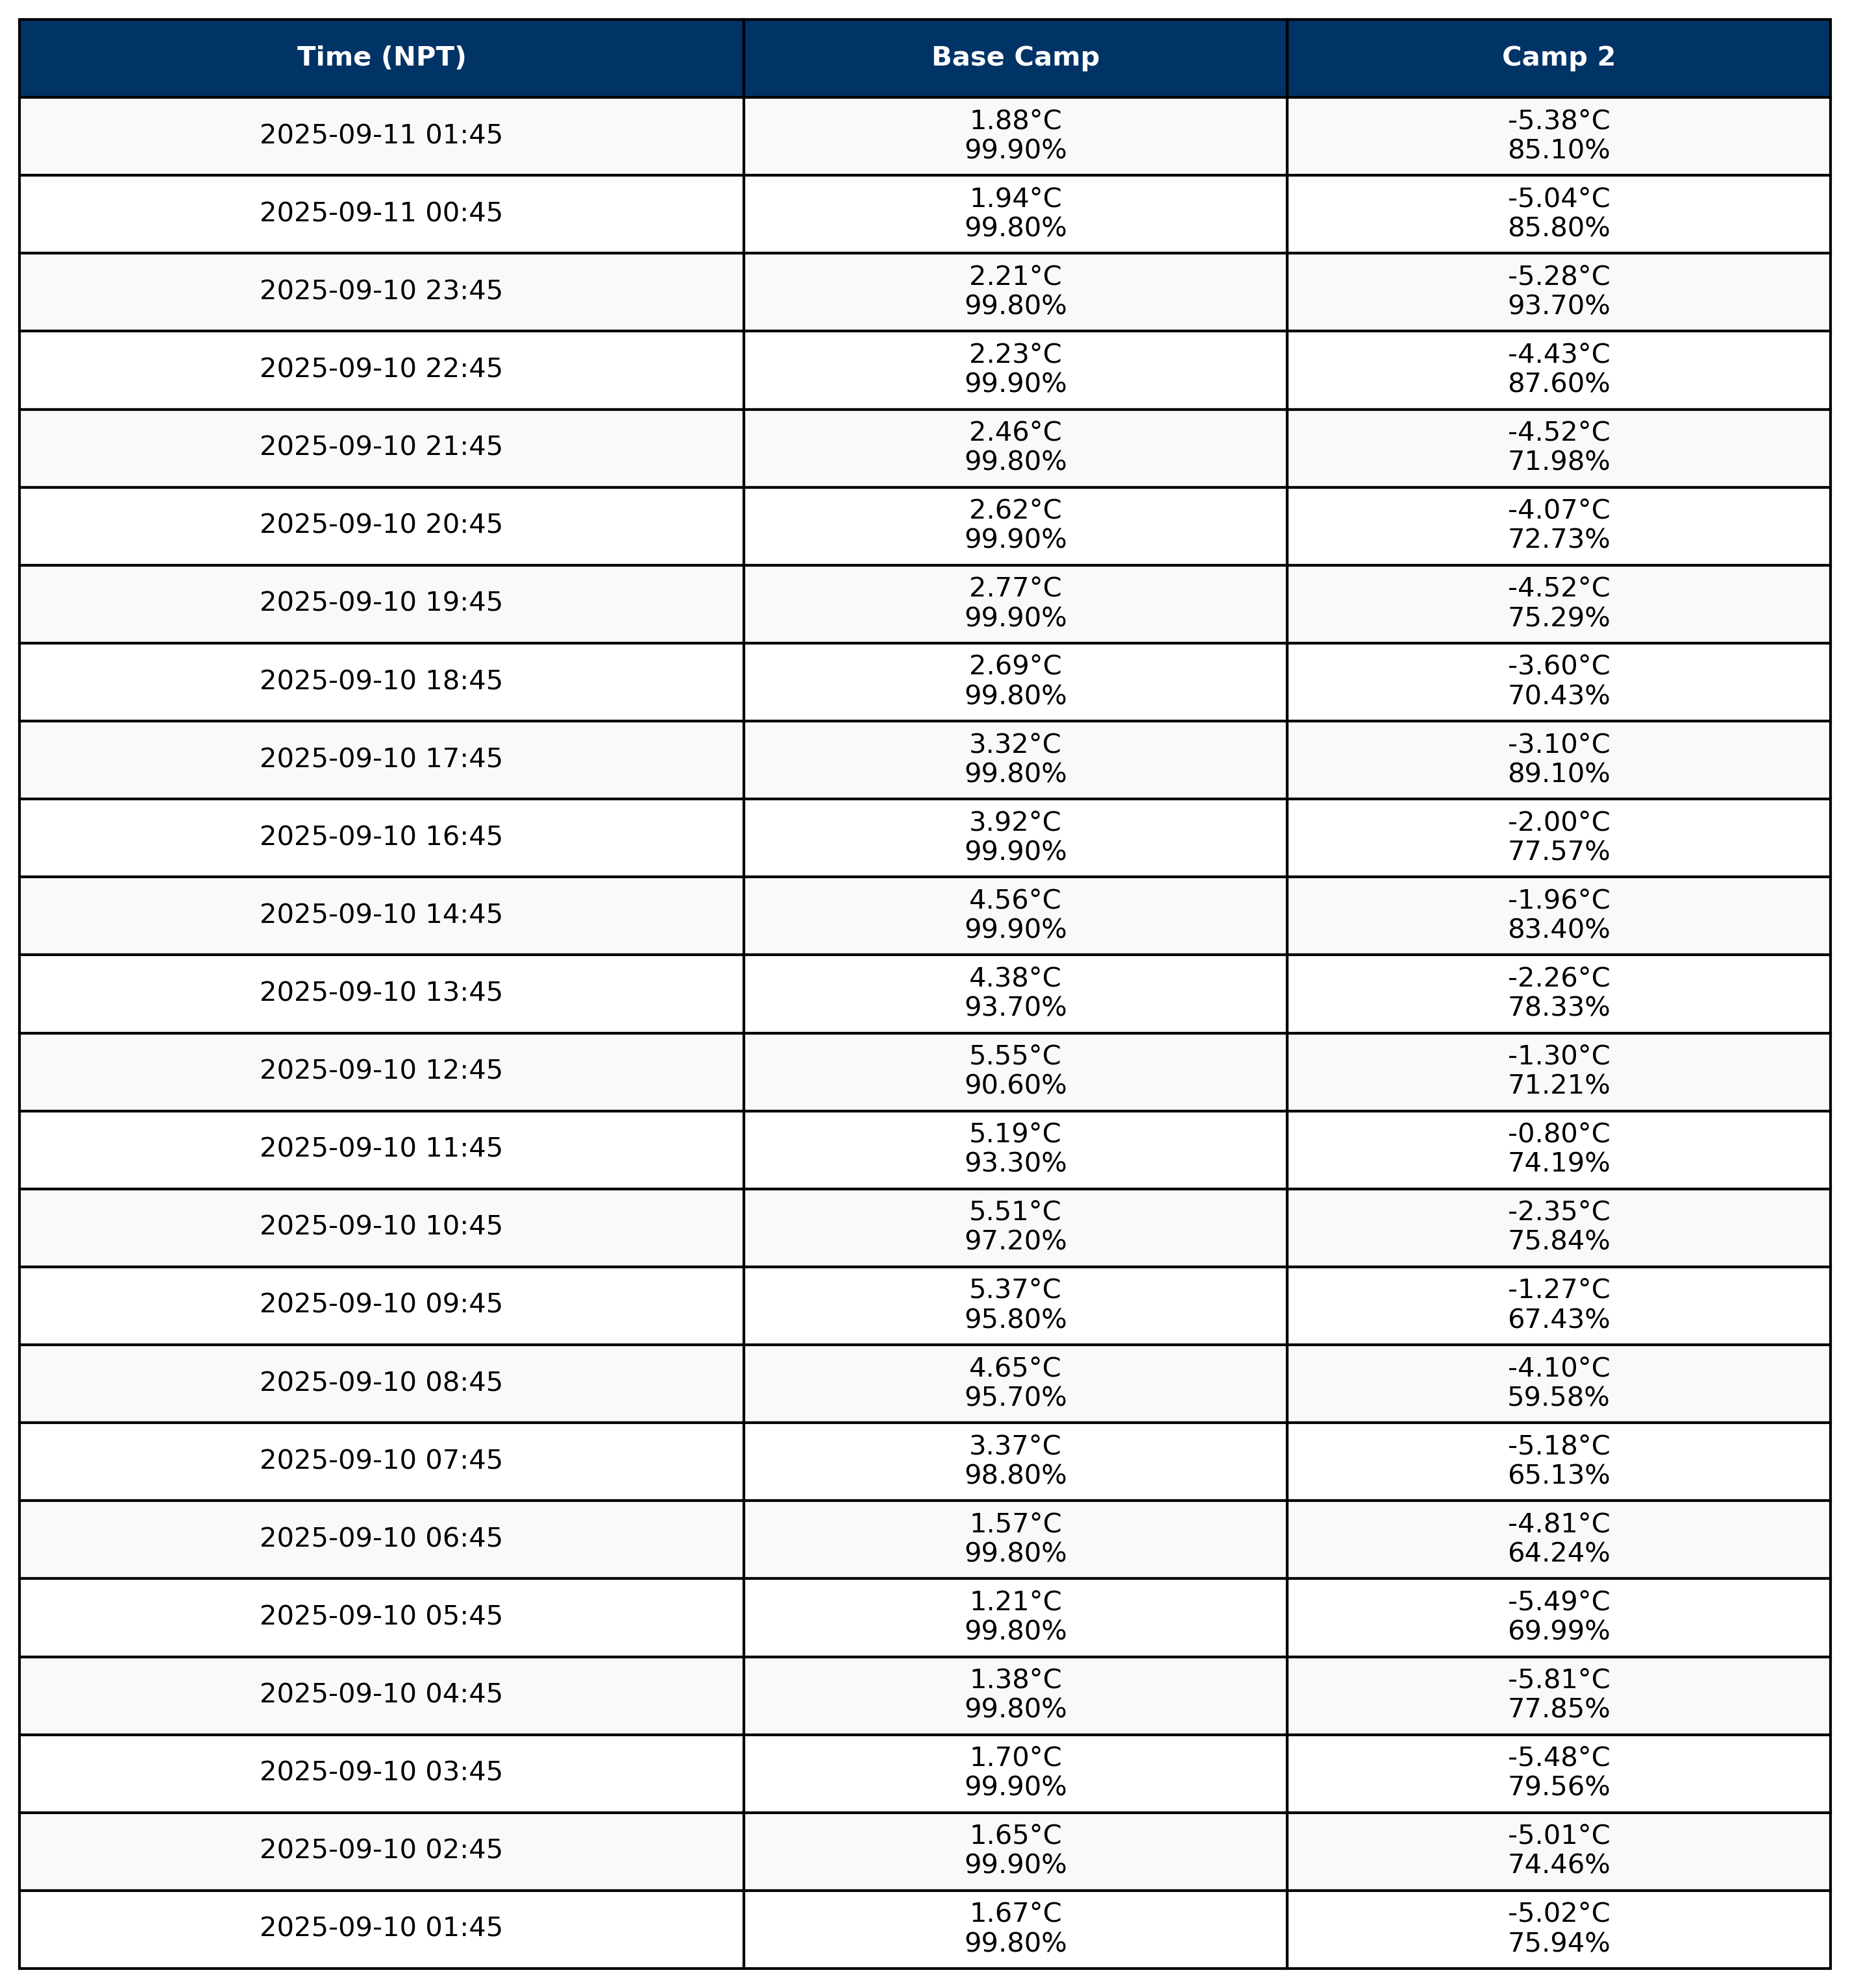 Time (NPT) Base Camp Camp 2
2025-09-11 01:45 1.88°C -5.38°C
99.90% 85.10%
2025-09-11 00:45 1.94°C -5.04°C
99.80% 85.80%
2025-09-10 23:45 2.21°C -5.28°C
99.80% 93.70%
2025-09-10 22:45 2.23°C -4.43°C
99.90% 87.60%
2025-09-10 21:45 2.46°C -4.52°C
99.80% 71.98%
2025-09-10 20:45 2.62°C -4.07°C
99.90% 72.73%
2025-09-10 19:45 2.77°C -4.52°C
99.90% 75.29%
2025-09-10 18:45 2.69°C -3.60°C
99.80% 70.43%
2025-09-10 17:45 3.32°C -3.10°C
99.80% 89.10%
2025-09-10 16:45 3.92°C -2.00°C
99.90% 77.57%
2025-09-10 14:45 4.56°C -1.96°C
99.90% 83.40%
2025-09-10 13:45 4.38°C -2.26°C
93.70% 78.33%
2025-09-10 12:45 5.55°C -1.30°C
90.60% 71.21%
2025-09-10 11:45 5.19°C -0.80°C
93.30% 74.19%
2025-09-10 10:45 5.51°C -2.35°C
97.20% 75.84%
2025-09-10 09:45 5.37°C -1.27°C
95.80% 67.43%
2025-09-10 08:45 4.65°C -4.10°C
95.70% 59.58%
2025-09-10 07:45 3.37°C -5.18°C
98.80% 65.13%
2025-09-10 06:45 1.57°C -4.81°C
99.80% 64.24%
2025-09-10 05:45 1.21°C -5.49°C
99.80% 69.99%
2025-09-10 04:45 1.38°C -5.81°C
99.80% 77.85%
2025-09-10 03:45 1.70°C -5.48°C
99.90% 79.56%
2025-09-10 02:45 1.65°C -5.01°C
99.90% 74.46%
2025-09-10 01:45 1.67°C -5.02°C
99.80% 75.94%